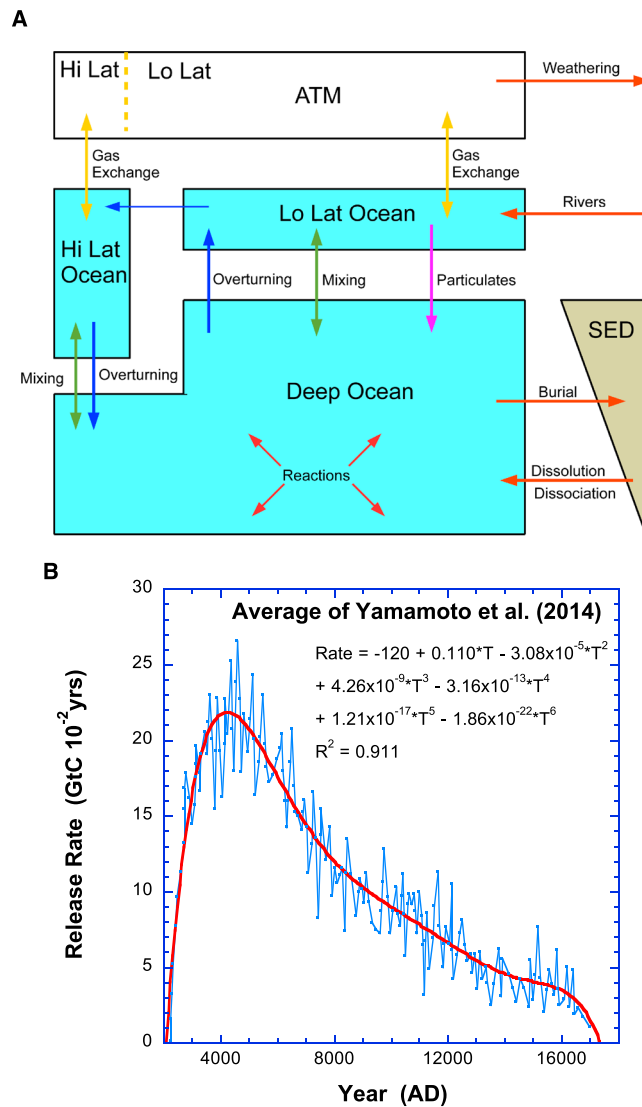 A
Hi Lat
Lo Lat
ATM
Weathering
Gas
Exchange
Gas
Exchange
Lo Lat Ocean
Rivers
Hi Lat
Ocean
Overturning
Mixing
Particulates
SED
Mixing
Overturning
Deep Ocean
Burial
Reactions
Dissolution
Dissociation
B
30
25
20
15
10
5
0
Release Rate (GtC 10⁻²yrs)
Average of Yamamoto et al. (2014)
Rate = -120 + 0.110*T - 3.08x10⁻⁵*T²
+ 4.26x10⁻⁹*T³ - 3.16x10⁻¹³*T⁴
+ 1.21x10⁻¹⁷*T⁵ - 1.86x10⁻²²*T⁶
R² = 0.911
4000
8000
12000
16000
Year (AD)